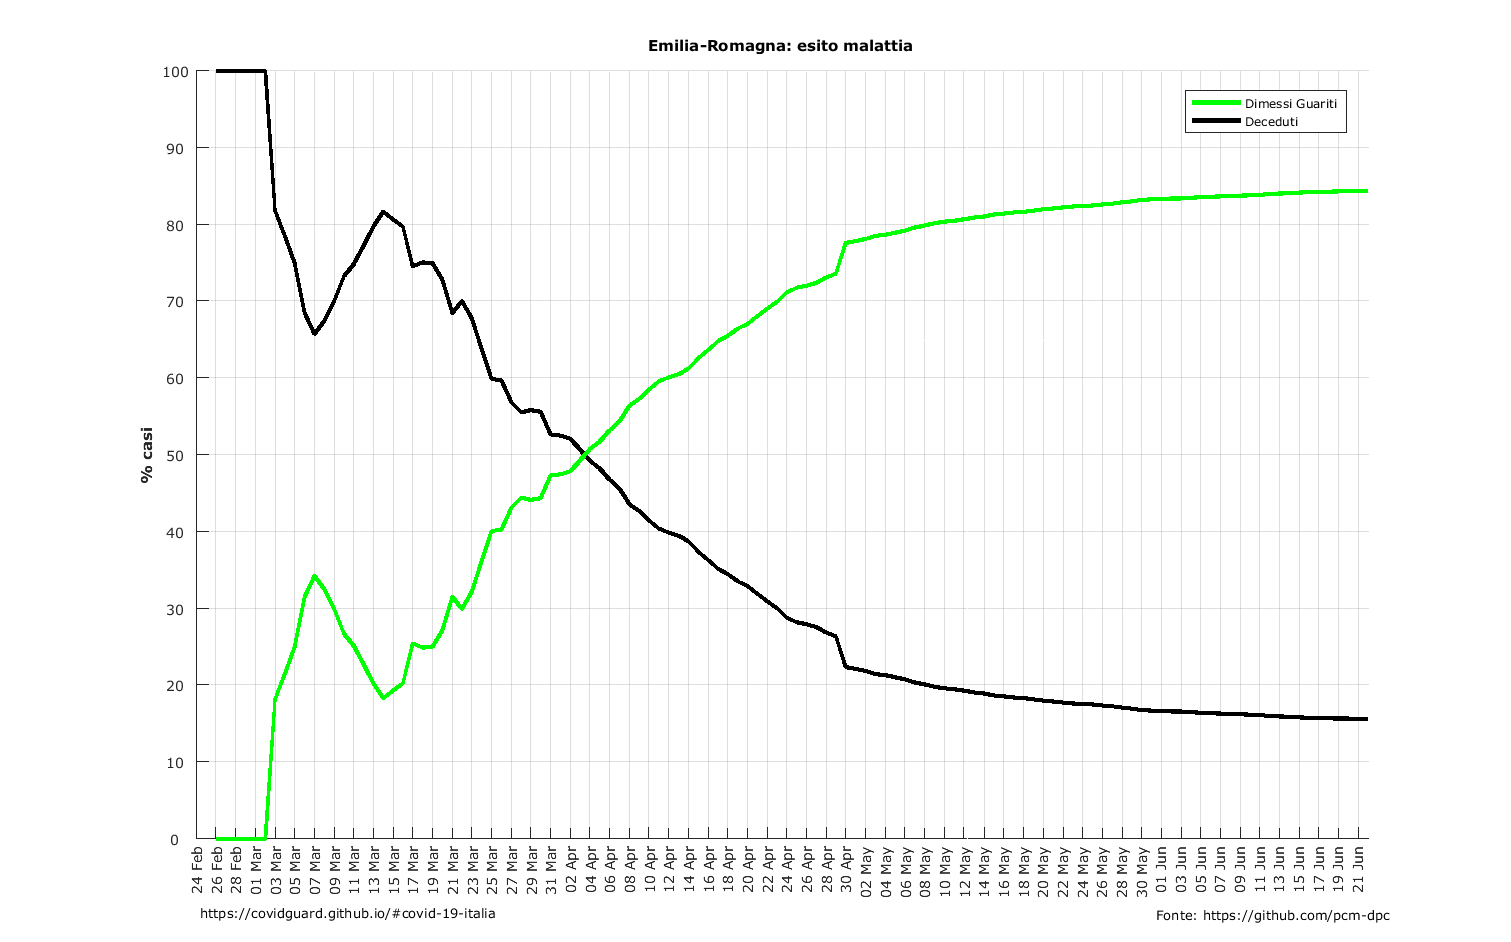 Emilia-Romagna: esito malattia
100
90
80
70
60
50
40
30
20
10
0
% casi
Dimessi Guariti
Deceduti
24 Feb
26 Feb
28 Feb
01 Mar
03 Mar
05 Mar
07 Mar
09 Mar
11 Mar
13 Mar
15 Mar
17 Mar
19 Mar
21 Mar
23 Mar
25 Mar
27 Mar
29 Mar
31 Mar
02 Apr
04 Apr
06 Apr
08 Apr
10 Apr
12 Apr
14 Apr
16 Apr
18 Apr
20 Apr
22 Apr
24 Apr
26 Apr
28 Apr
30 Apr
02 May
04 May
06 May
08 May
10 May
12 May
14 May
16 May
18 May
20 May
22 May
24 May
26 May
28 May
30 May
01 Jun
03 Jun
05 Jun
07 Jun
09 Jun
11 Jun
13 Jun
15 Jun
17 Jun
19 Jun
21 Jun
https://covidguard.github.io/#covid-19-italia
Fonte: https://github.com/pcm-dpc